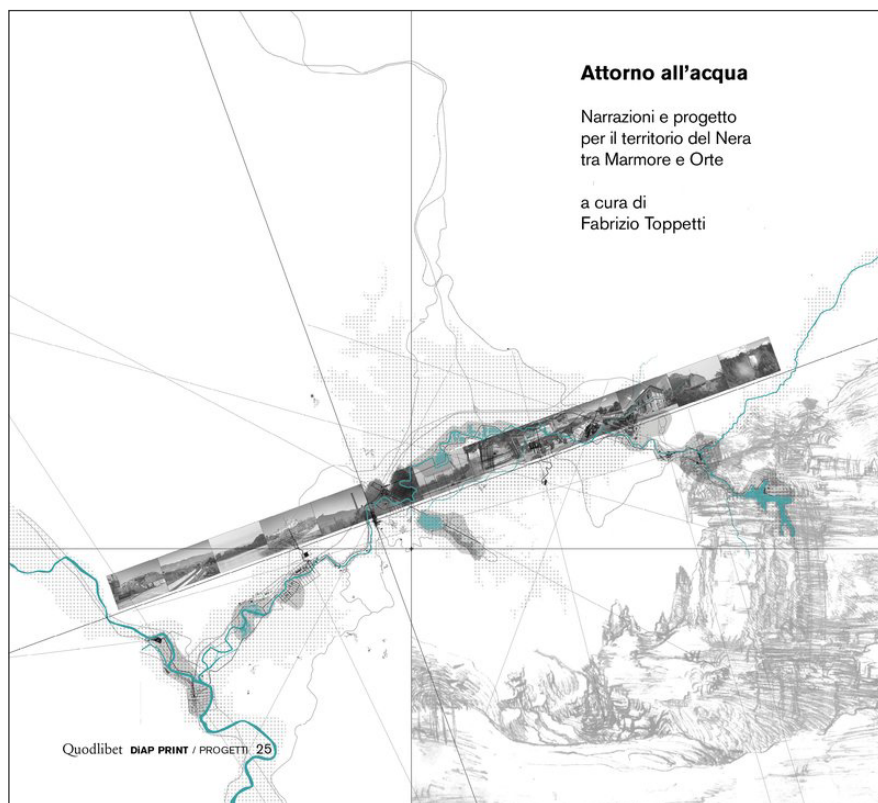 Attorno all'acqua
Narrazioni e progetto
per il territorio del Nera
tra Marmore e Orte
a cura di
Fabrizio Toppetti
Quodlibet DiAP PRINT / PROGETTI 25